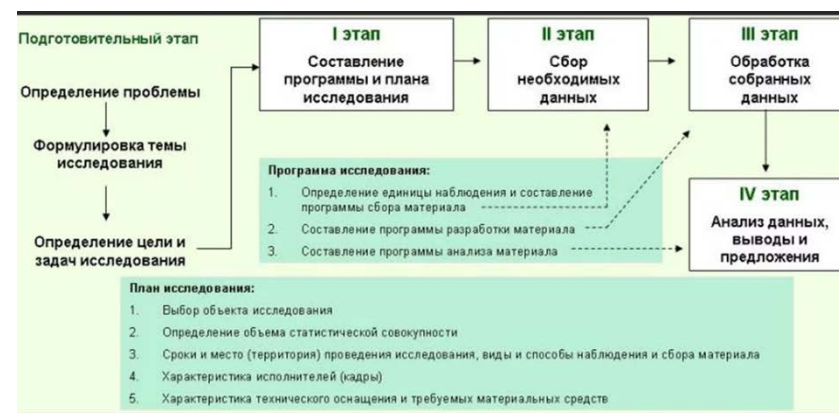 Подготовительный этап
Определение проблемы
Формулировка темы
исследования
Определение цели и
задач исследования
I этап
Составление
программы и плана
исследования
II этап
Сбор
необходимых
данных
III этап
Обработка
собранных
данных
IV этап
Анализ данных,
выводы и
предложения
Программа исследования:
1. Определение единицы наблюдения и составление
программы сбора материала
2. Составление программы разработки материала
3. Составление программы анализа материала
План исследования:
1. Выбор объекта исследования
2. Определение объема статистической совокупности
3. Сроки и место (территория) проведения исследования, виды и способы наблюдения и сбора материала
4. Характеристика исполнителей (кадры)
5. Характеристика технического оснащения и требуемых материальных средств